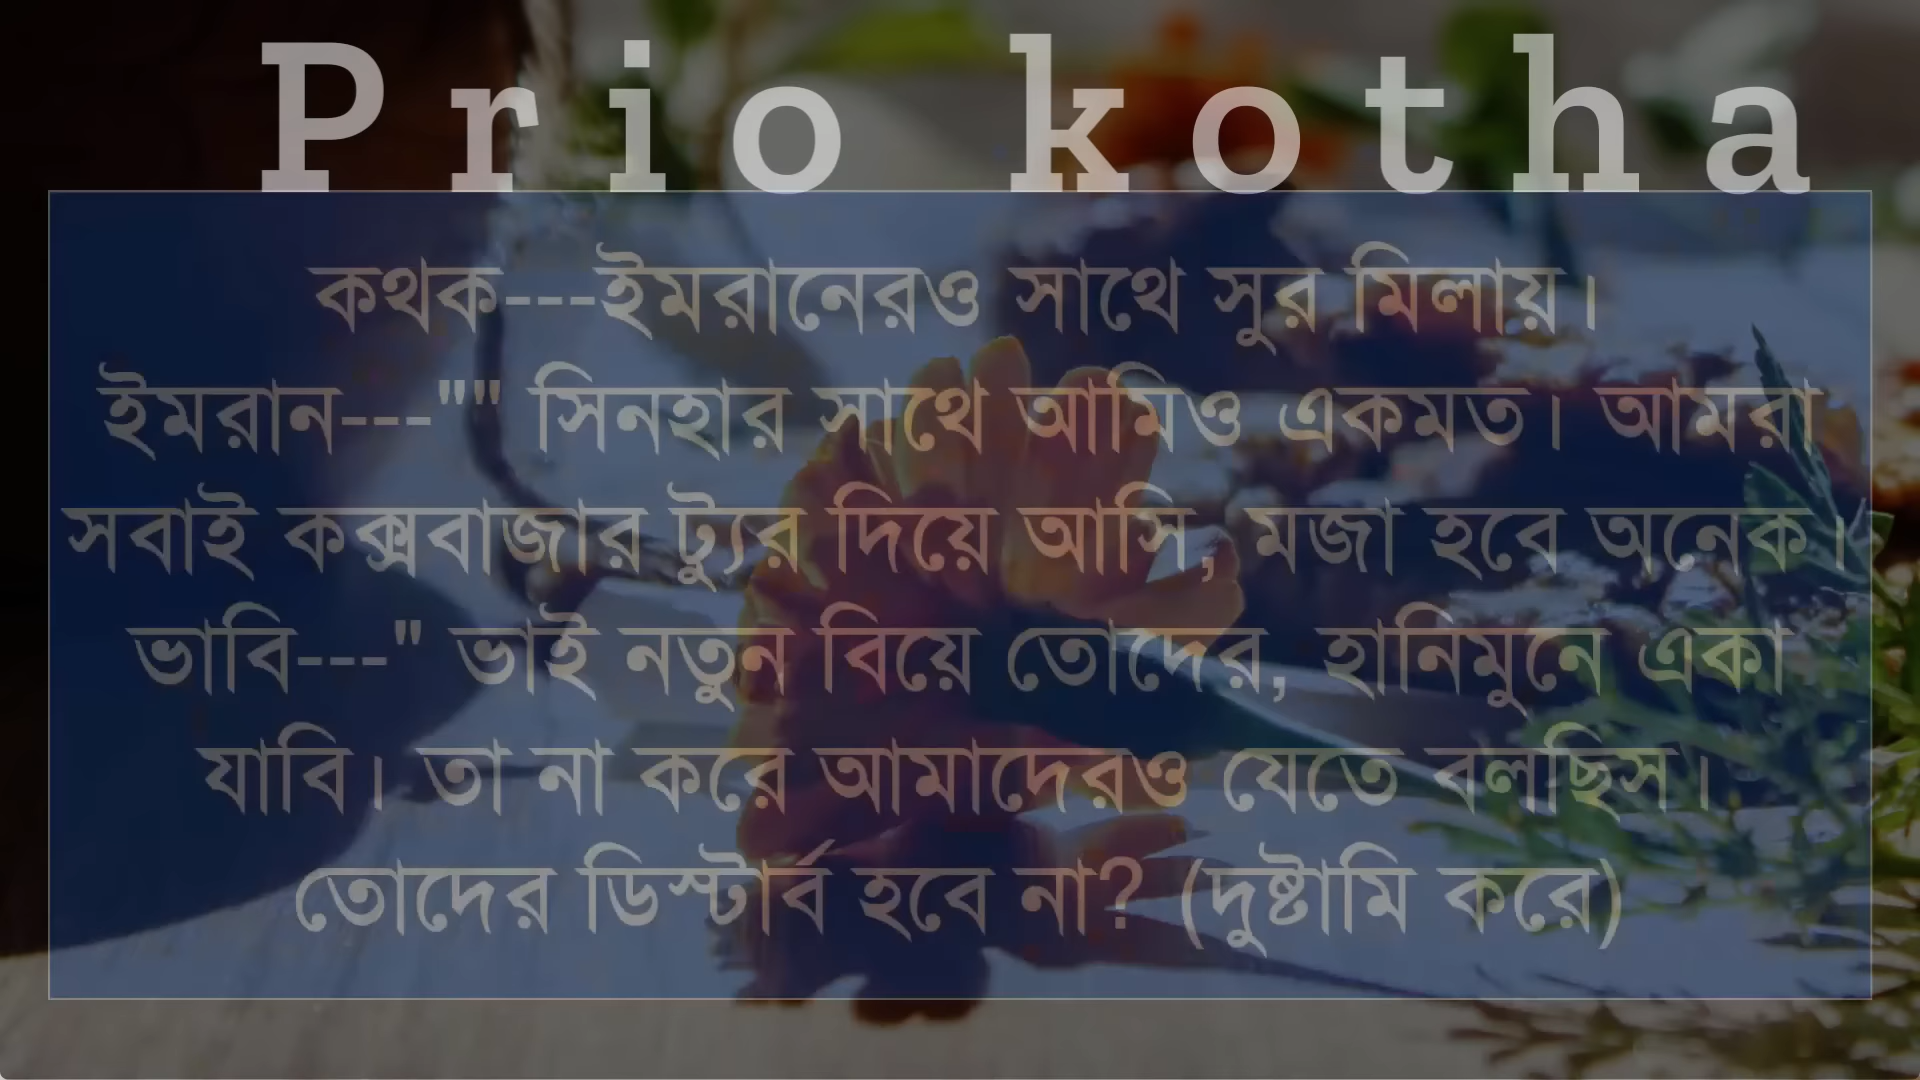 Prio kotha
কথক---ইমরানেরও সাথে সুর মিলায়।
ইমরান---"" সিনহার সাথে আমিও একমত। আমরা
সবাই কক্সবাজার ট্যুর দিয়ে আসি, মজা হবে অনেক।
ভাবি---" ভাই নতুন বিয়ে তোদের, হানিমুনে একা
যাবি। তা না করে আমাদেরও যেতে বলছিস।
তোদের ডিস্টার্ব হবে না? (দুষ্টামি করে)